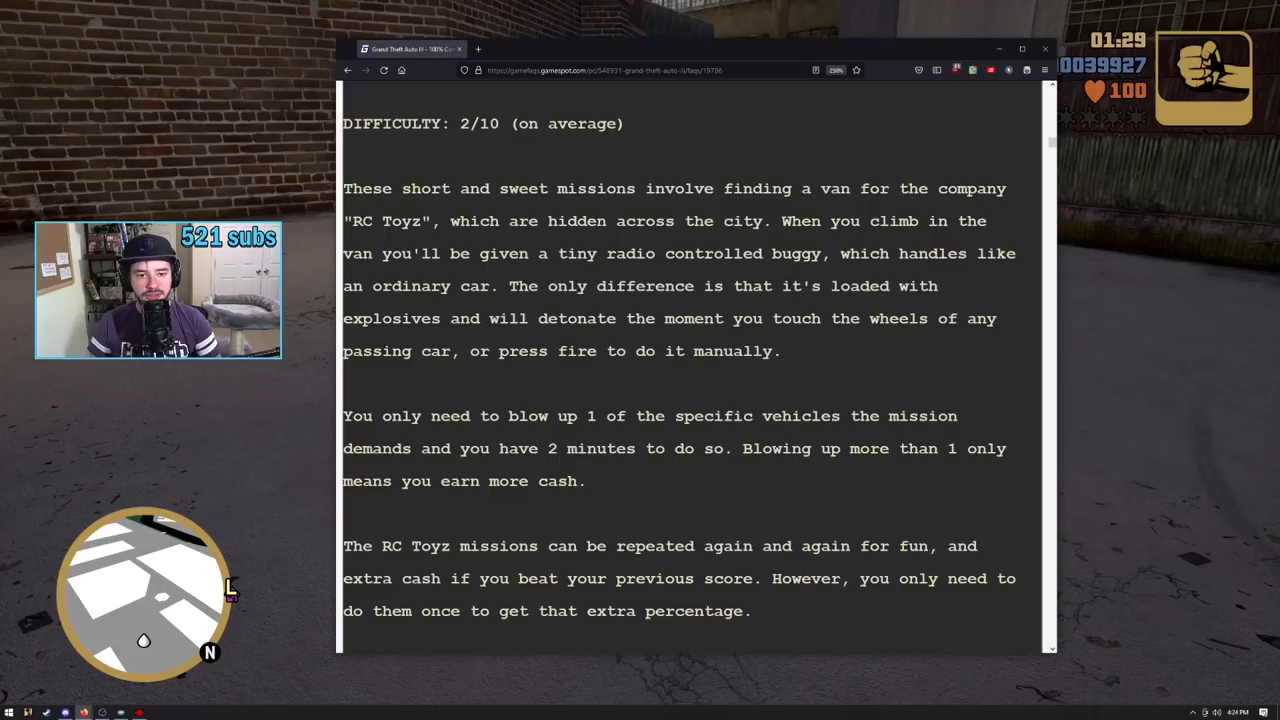 Grand Theft Auto III - 100% Com
https://gamefaqs.gamespot.com/pc/548931-grand-theft-auto-iii/faqs/19786
250%
01:29
0039927
100
DIFFICULTY: 2/10 (on average)
These short and sweet missions involve finding a van for the company
"RC Toyz", which are hidden across the city. When you climb in the
van you'll be given a tiny radio controlled buggy, which handles like
an ordinary car. The only difference is that it's loaded with
explosives and will detonate the moment you touch the wheels of any
passing car, or press fire to do it manually.
You only need to blow up 1 of the specific vehicles the mission
demands and you have 2 minutes to do so. Blowing up more than 1 only
means you earn more cash.
The RC Toyz missions can be repeated again and again for fun, and
extra cash if you beat your previous score. However, you only need to
do them once to get that extra percentage.
521 subs
L
N
4:24 PM